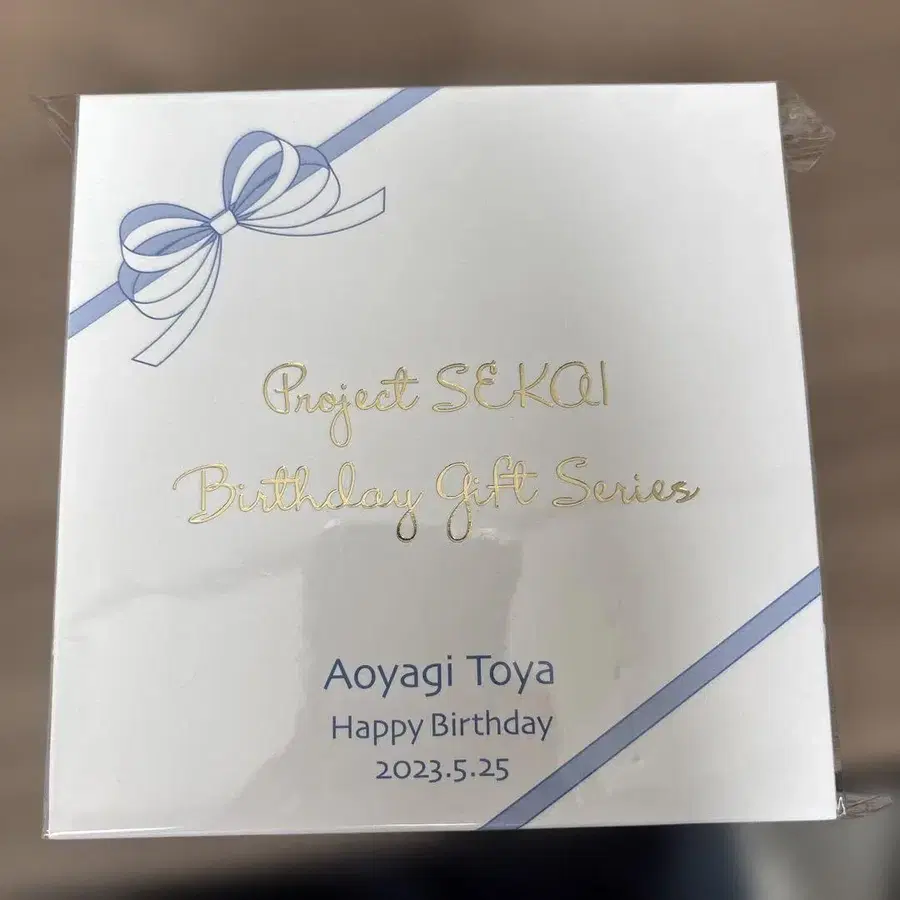 Project SEKAI
Birthday Gift Series
Aoyagi Toya
Happy Birthday
2023.5.25